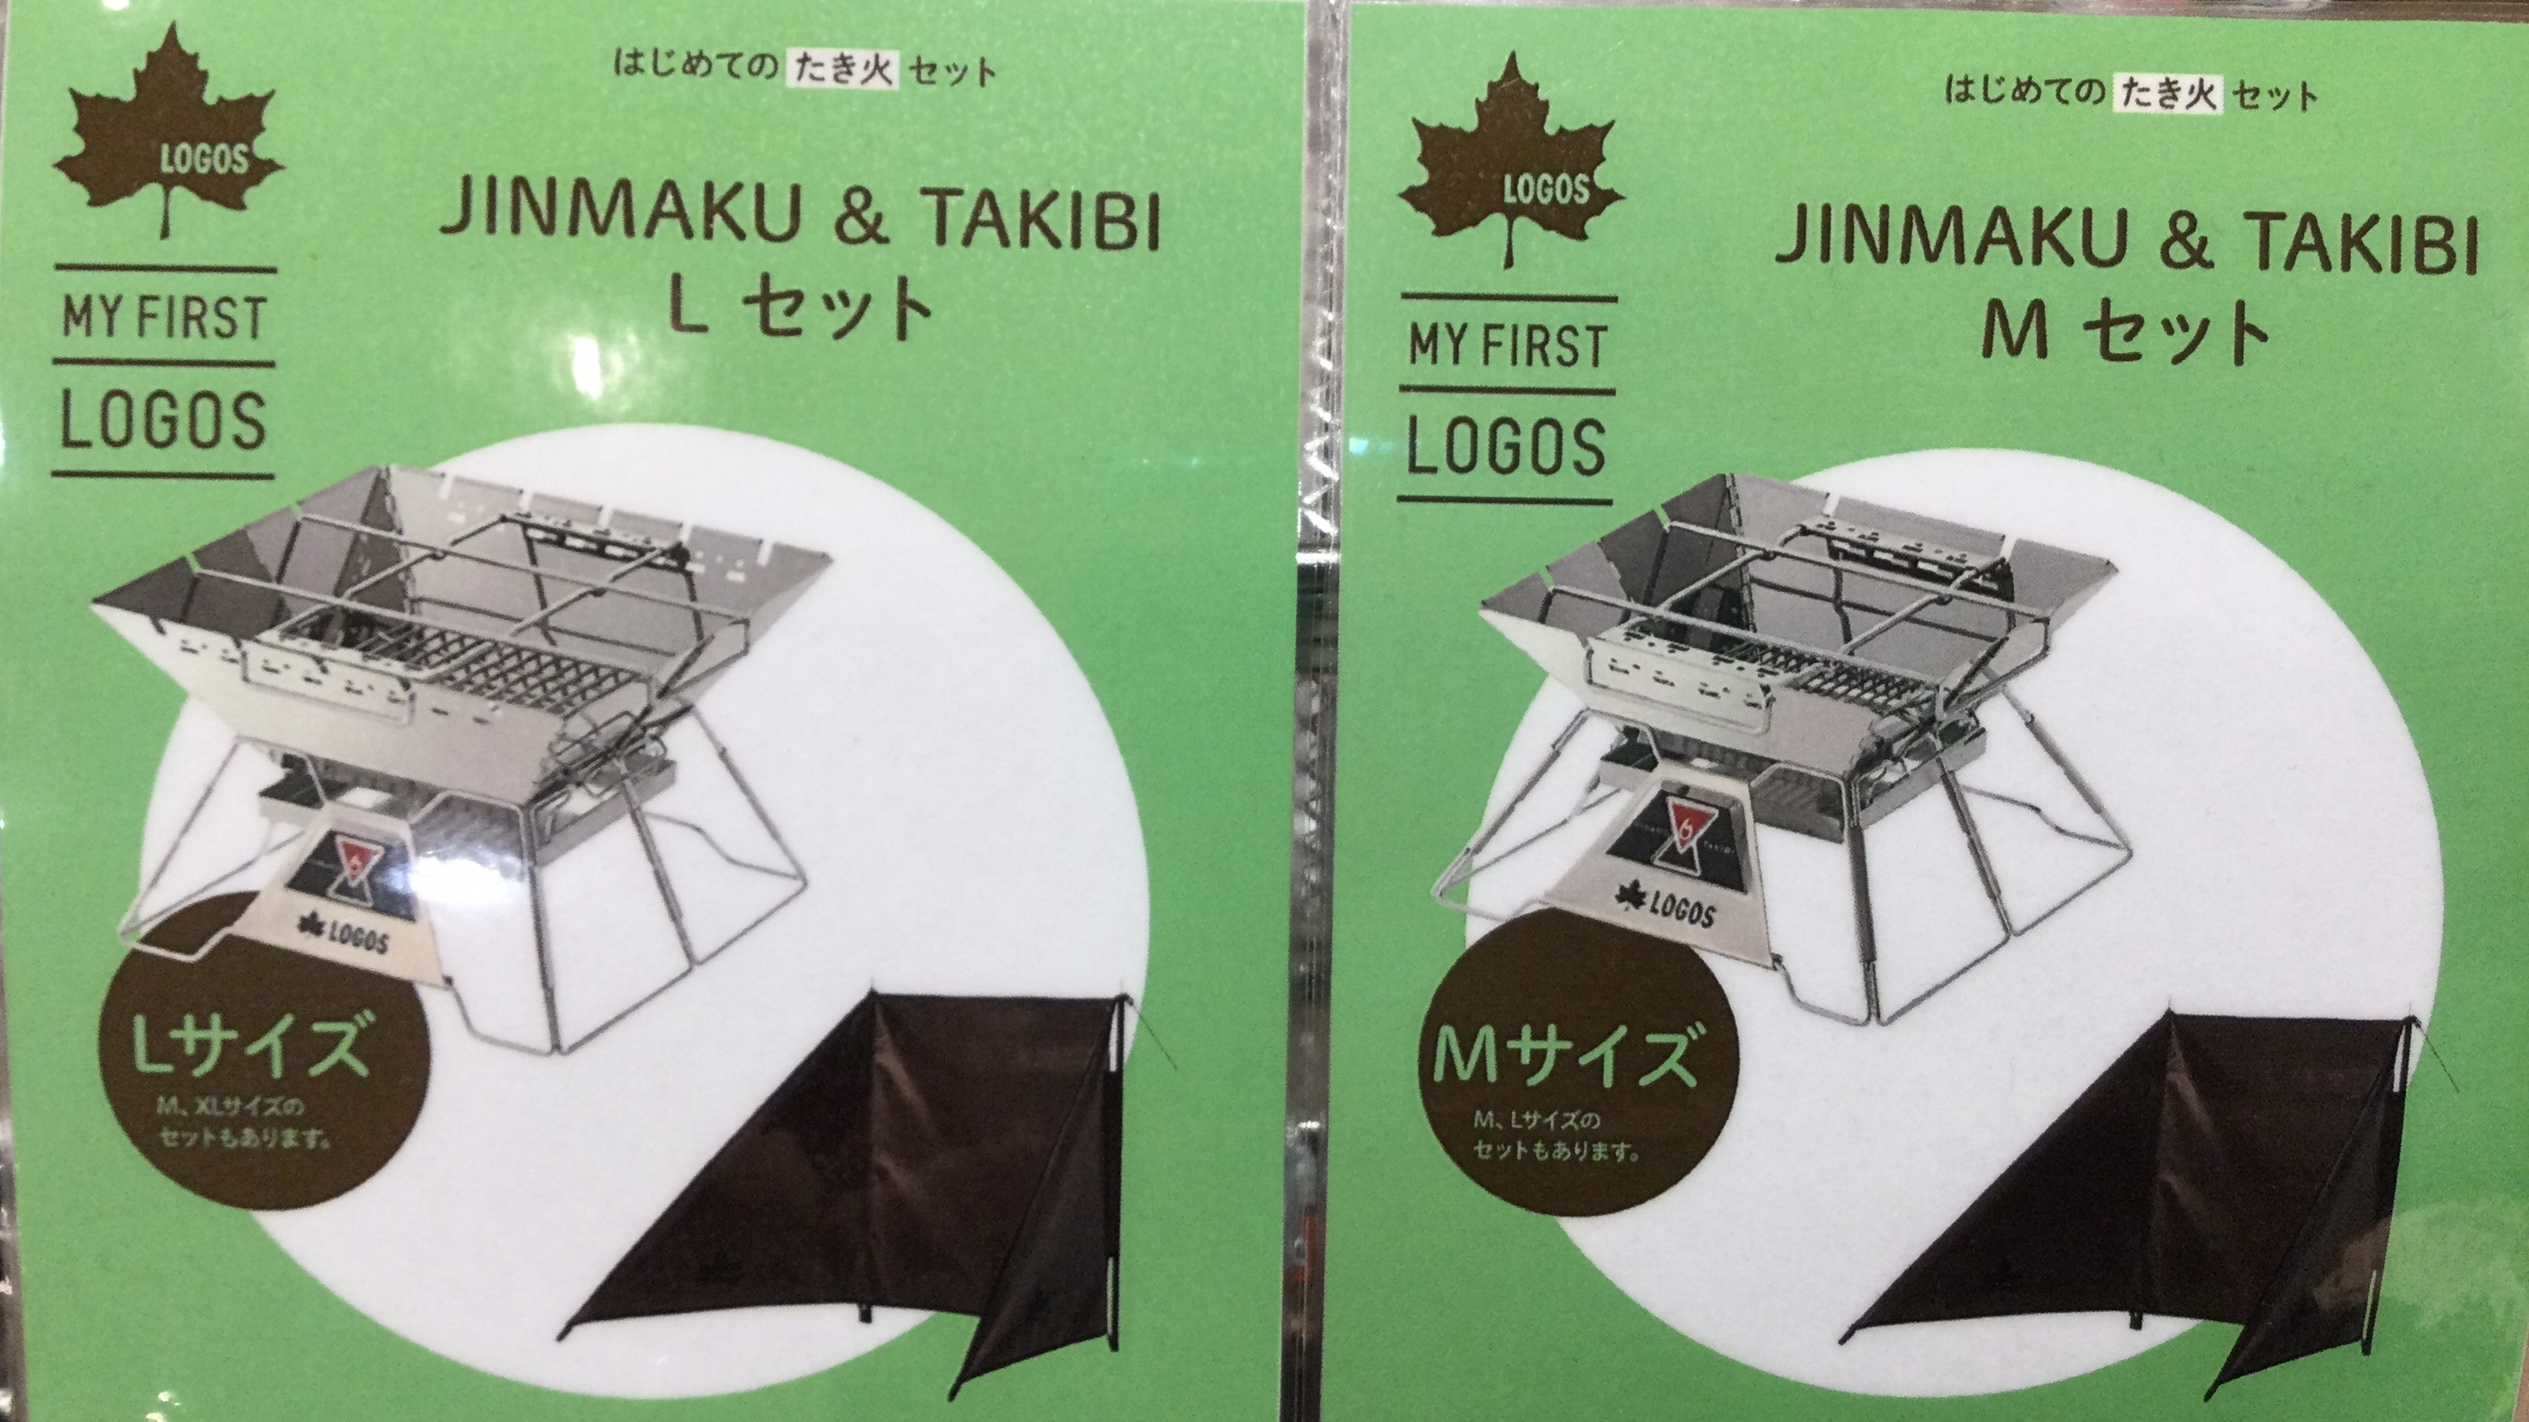 はじめての たき火 セット
LOGOS
JINMAKU & TAKIBI
L セット
MY FIRST
LOGOS
LOGOS
Lサイズ
M、XLサイズの
セットもあります。
はじめての たき火 セット
LOGOS
JINMAKU & TAKIBI
M セット
MY FIRST
LOGOS
LOGOS
Mサイズ
M、Lサイズの
セットもあります。